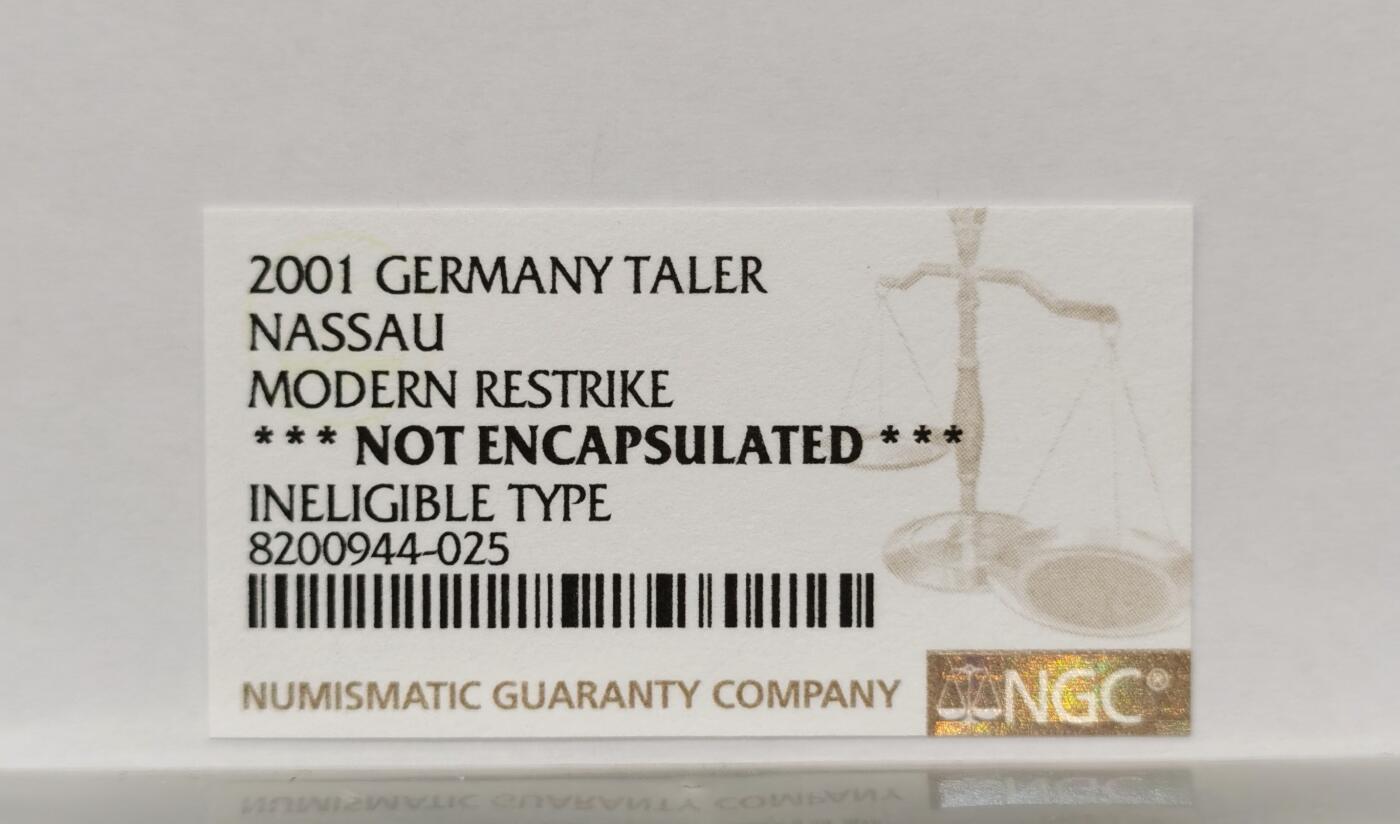 2001 GERMANY TALER
NASSAU
MODERN RESTRIKE
*** NOT ENCAPSULATED ***
INELIGIBLE TYPE
8200944-025
NUMISMATIC GUARANTY COMPANY
NGC®